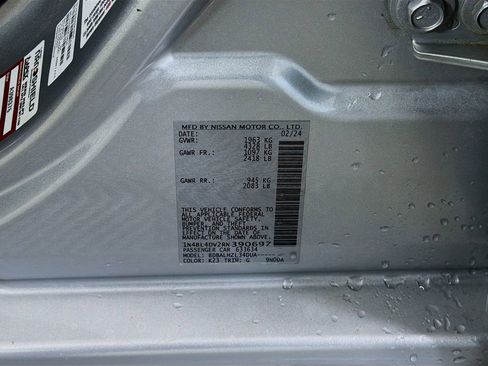 MFD BY NISSAN MOTOR CO., LTD.
DATE: 02/24
GVWR: 1963 KG
4328 LB
GAWR FR.: 1097 KG
2418 LB
GAWR RR.: 945 KG
2083 LB
THIS VEHICLE CONFORMS
TO ALL APPLICABLE FEDERAL
MOTOR VEHICLE SAFETY,
BUMPER, AND THEFT
PREVENTION STANDARDS IN
EFFECT ON THE DATE OF
MANUFACTURE SHOWN ABOVE.
1N4BL4DV2RN390697
PASSENGER CAR 633634
MODEL: BDBALHZL34DUA-----
COLOR: K23 TRIM: G 9N0DA